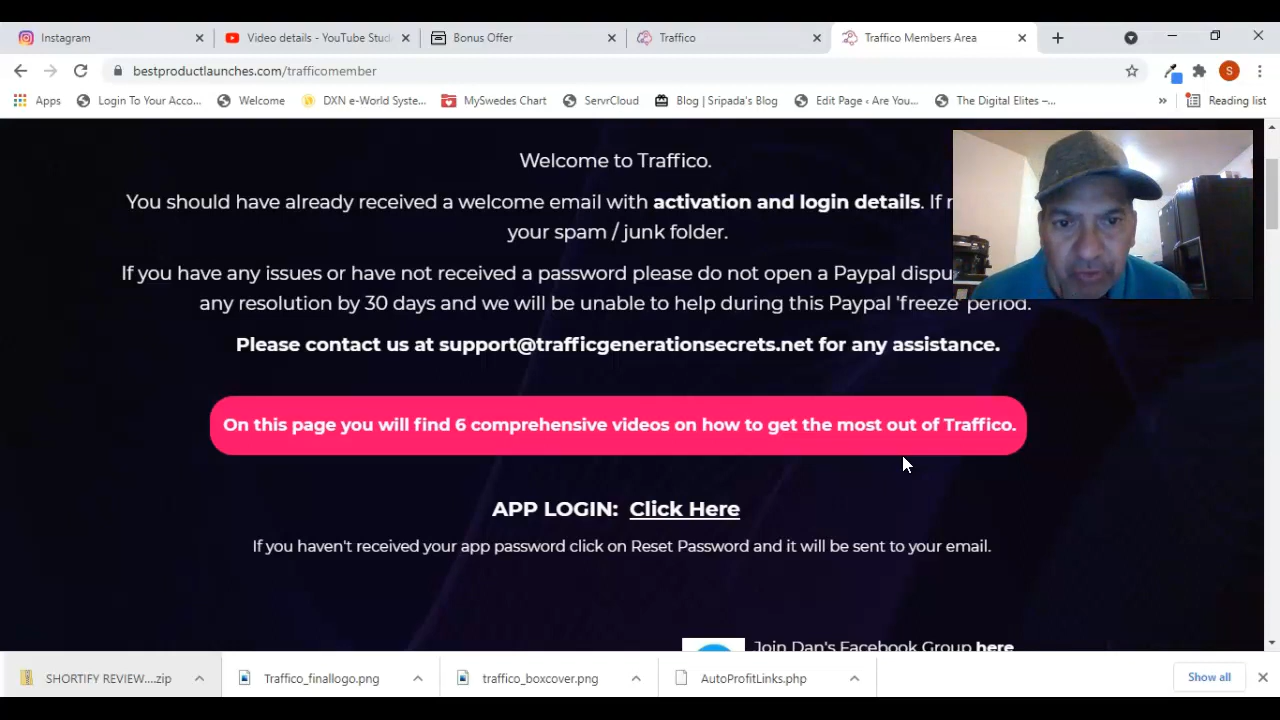 Instagram
Video details - YouTube Stud
Bonus Offer
Traffico
Traffico Members Area
bestproductlaunches.com/trafficomember
S
Apps
Login To Your Acco...
Welcome
DXN e-World Syste...
MySwedes Chart
ServrCloud
Blog | Sripada's Blog
Edit Page ‹ Are You...
The Digital Elites –...
»
Reading list
Welcome to Traffico.
You should have already received a welcome email with activation and login details. If
your spam / junk folder.
If you have any issues or have not received a password please do not open a Paypal dispu
any resolution by 30 days and we will be unable to help during this Paypal 'freeze' period.
Please contact us at support@trafficgenerationsecrets.net for any assistance.
On this page you will find 6 comprehensive videos on how to get the most out of Traffico.
APP LOGIN: Click Here
If you haven't received your app password click on Reset Password and it will be sent to your email.
Join Dan's Facebook Group here
SHORTIFY REVIEW....zip
Traffico_finallogo.png
traffico_boxcover.png
AutoProfitLinks.php
Show all